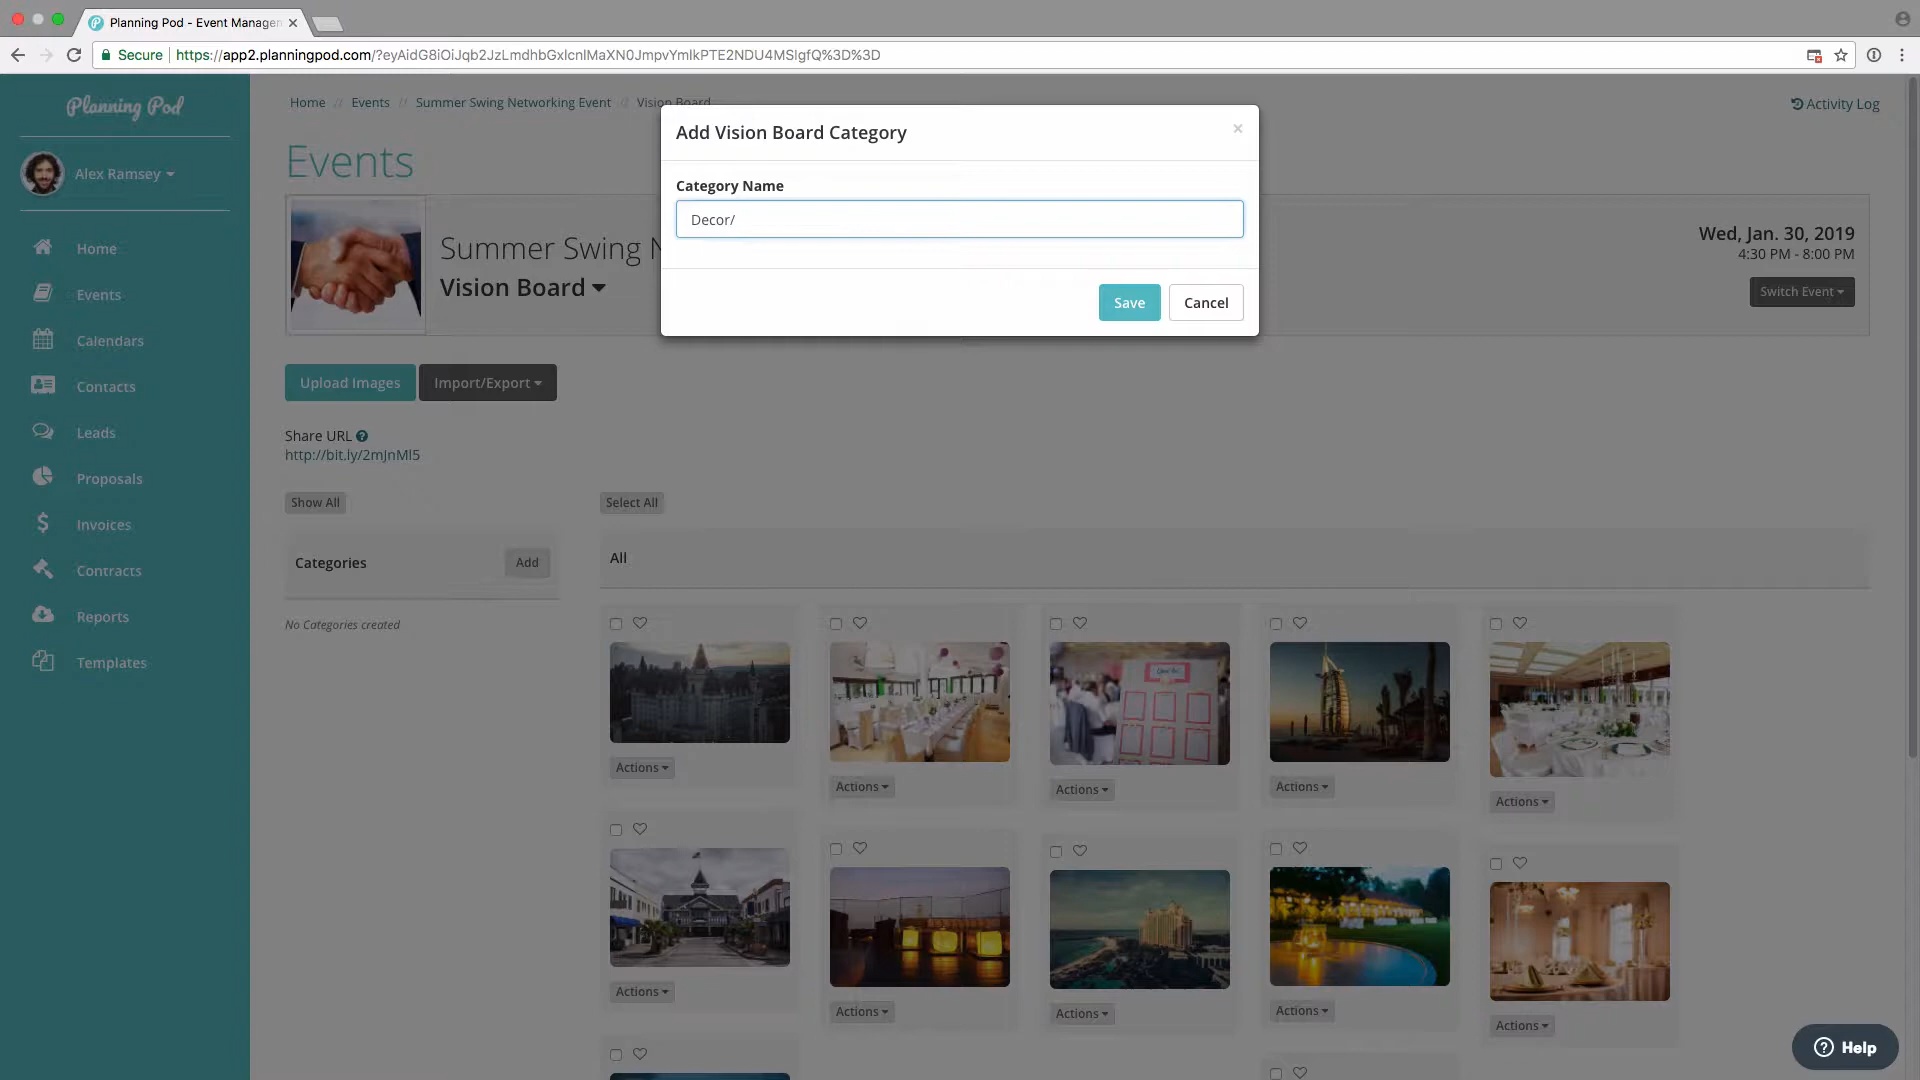 Planning Pod - Event Manage
Secure
https://app2.planningpod.com/?eyAidG8iOiJqb2JzLmdhbGxlcnlMaXN0JmpvYmlkPTE2NDU4MSIgfQ%3D%3D
Planning Pod
Alex Ramsey
Home
Events
Calendars
Contacts
Leads
Proposals
Invoices
Contracts
Reports
Templates
Home // Events // Summer Swing Networking Event // Vision Board
Activity Log
Events
Summer Swing N
Vision Board
Wed, Jan. 30, 2019
4:30 PM - 8:00 PM
Switch Event
Add Vision Board Category
×
Category Name
Decor/
Save
Cancel
Upload Images
Import/Export
Share URL
http://bit.ly/2mJnMI5
Show All
Select All
Categories
Add
No Categories created
All
Actions
Actions
Actions
Actions
Actions
Actions
Actions
Actions
Actions
Actions
Help